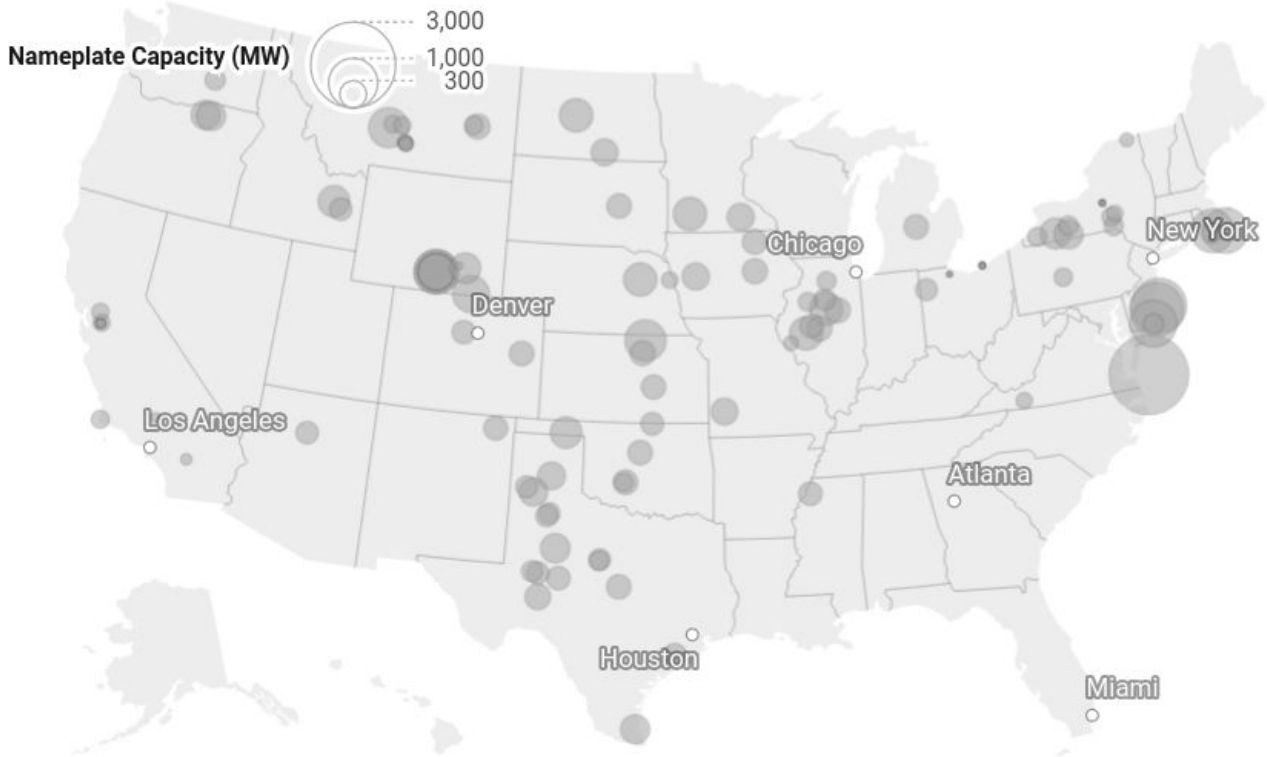 3,000
Nameplate Capacity (MW)
1,000
300
New York
Chicago
Denver
Los Angeles
Atlanta
Houston
Miami